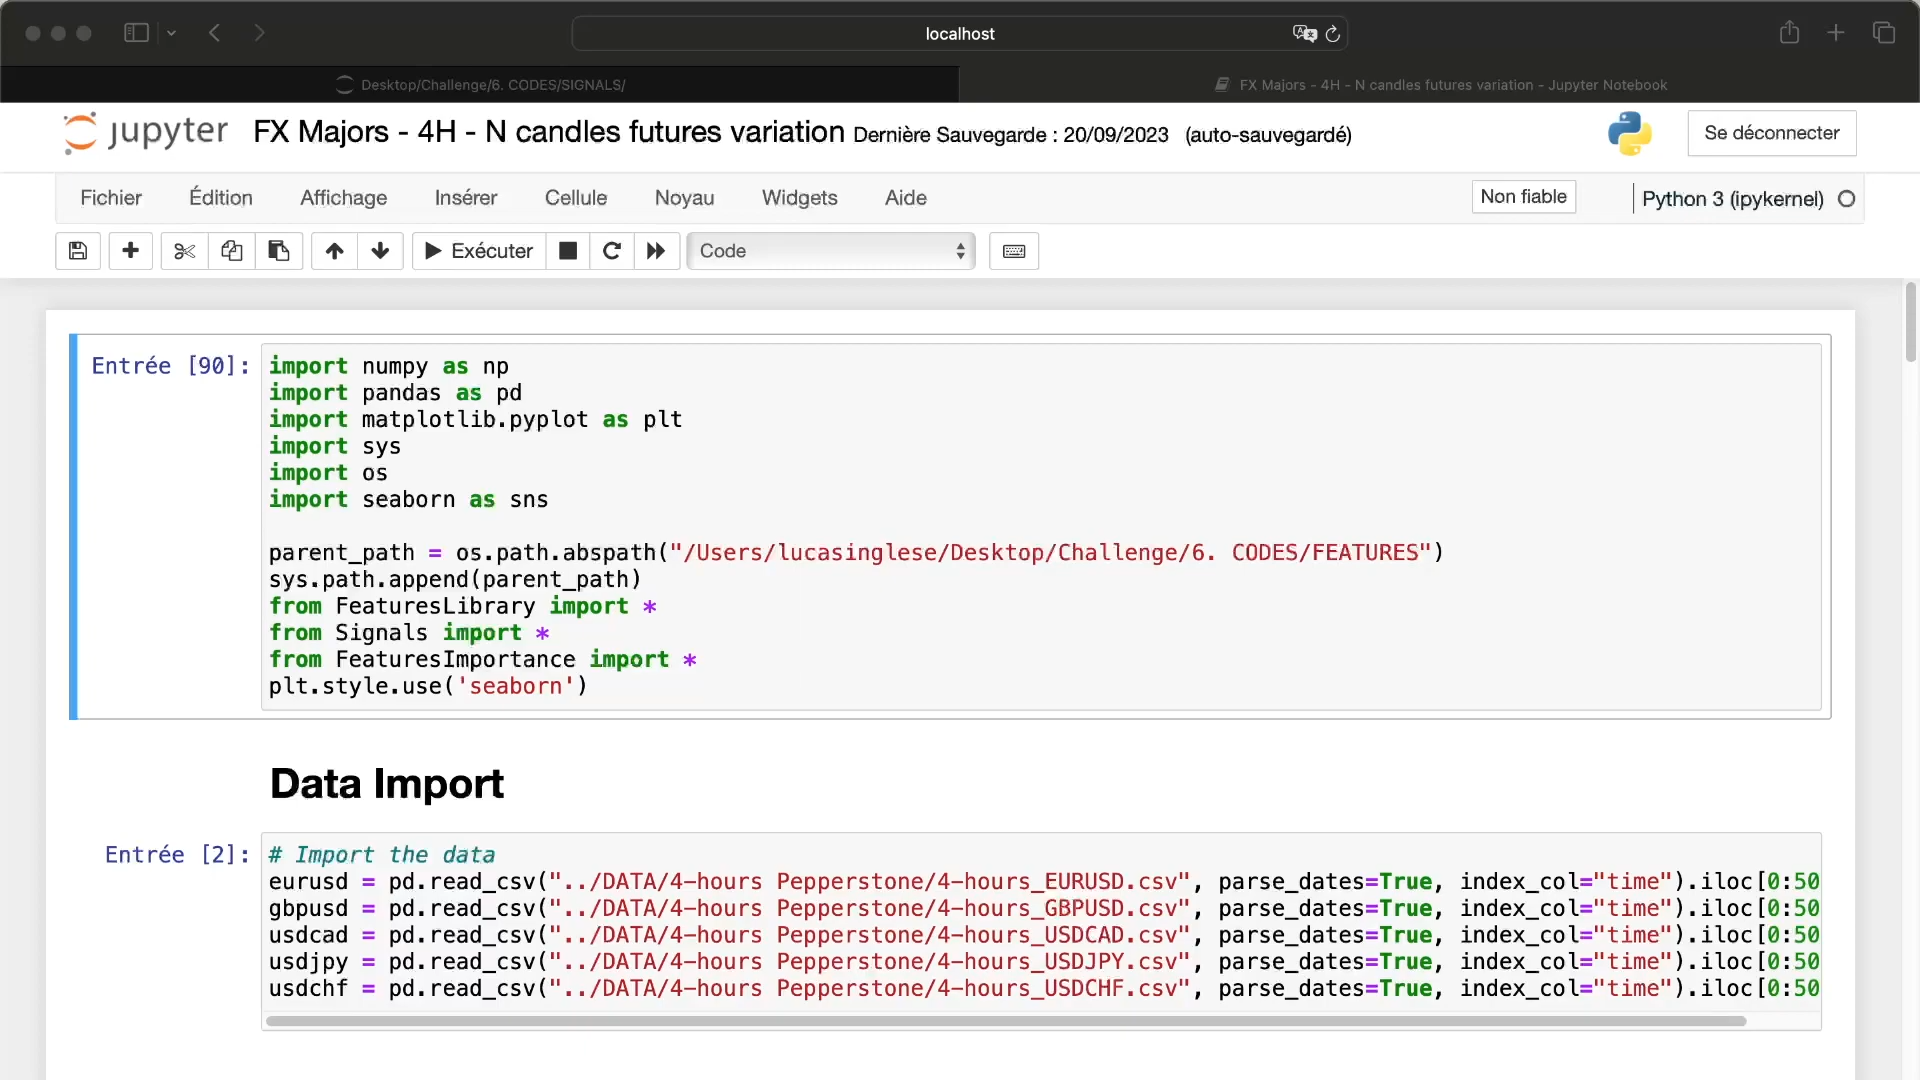 localhost
Desktop/Challenge/6. CODES/SIGNALS/
FX Majors - 4H - N candles futures variation - Jupyter Notebook
jupyter FX Majors - 4H - N candles futures variation Dernière Sauvegarde : 20/09/2023 (auto-sauvegardé)
Se déconnecter
Fichier Édition Affichage Insérer Cellule Noyau Widgets Aide
Non fiable
Python 3 (ipykernel)
Exécuter
Code
Entrée [90]:
import numpy as np
import pandas as pd
import matplotlib.pyplot as plt
import sys
import os
import seaborn as sns
parent_path = os.path.abspath("/Users/lucasinglese/Desktop/Challenge/6. CODES/FEATURES")
sys.path.append(parent_path)
from FeaturesLibrary import *
from Signals import *
from FeaturesImportance import *
plt.style.use('seaborn')
Data Import
Entrée [2]:
# Import the data
eurusd = pd.read_csv("../DATA/4-hours Pepperstone/4-hours_EURUSD.csv", parse_dates=True, index_col="time").iloc[0:50
gbpusd = pd.read_csv("../DATA/4-hours Pepperstone/4-hours_GBPUSD.csv", parse_dates=True, index_col="time").iloc[0:50
usdcad = pd.read_csv("../DATA/4-hours Pepperstone/4-hours_USDCAD.csv", parse_dates=True, index_col="time").iloc[0:50
usdjpy = pd.read_csv("../DATA/4-hours Pepperstone/4-hours_USDJPY.csv", parse_dates=True, index_col="time").iloc[0:50
usdchf = pd.read_csv("../DATA/4-hours Pepperstone/4-hours_USDCHF.csv", parse_dates=True, index_col="time").iloc[0:50